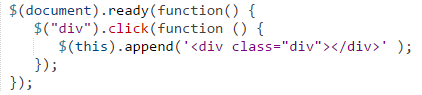 $(document).ready(function() {
    $("div").click(function () {
        $(this).append('<div class="div"></div>' );
    });
});